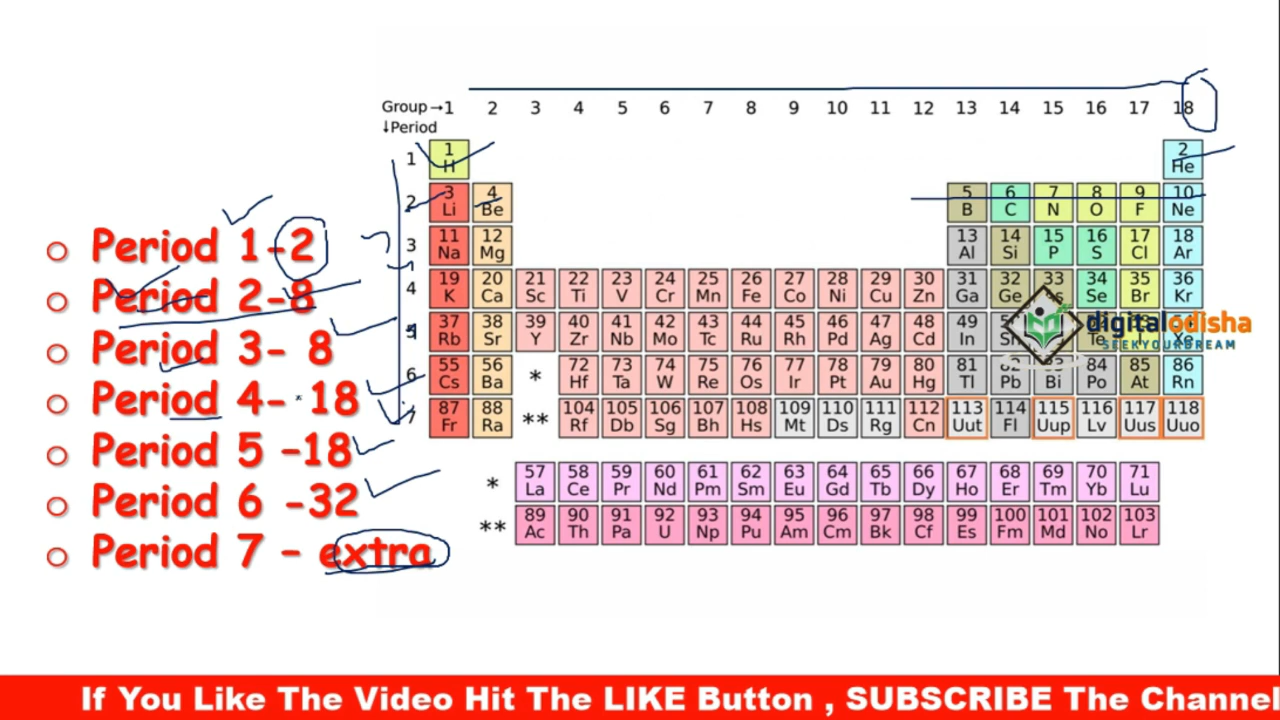 Group →1 2 3 4 5 6 7 8 9 10 11 12 13 14 15 16 17 18
↓Period
1 1 2
H He
2 3 4 5 6 7 8 9 10
Li Be B C N O F Ne
3 11 12 13 14 15 16 17 18
Na Mg Al Si P S Cl Ar
4 19 20 21 22 23 24 25 26 27 28 29 30 31 32 33 34 35 36
K Ca Sc Ti V Cr Mn Fe Co Ni Cu Zn Ga Ge Se Br Kr
5 37 38 39 40 41 42 43 44 45 46 47 48 49
Rb Sr Y Zr Nb Mo Tc Ru Rh Pd Ag Cd In
6 55 56 * 72 73 74 75 76 77 78 79 80 81 82 83 84 85 86
Cs Ba Hf Ta W Re Os Ir Pt Au Hg Tl Pb Bi Po At Rn
7 87 88 ** 104 105 106 107 108 109 110 111 112 113 114 115 116 117 118
Fr Ra Rf Db Sg Bh Hs Mt Ds Rg Cn Uut Fl Uup Lv Uus Uuo
* 57 58 59 60 61 62 63 64 65 66 67 68 69 70 71
La Ce Pr Nd Pm Sm Eu Gd Tb Dy Ho Er Tm Yb Lu
** 89 90 91 92 93 94 95 96 97 98 99 100 101 102 103
Ac Th Pa U Np Pu Am Cm Bk Cf Es Fm Md No Lr
Period 1-2
Period 2-8
Period 3- 8
Period 4- 18
Period 5 -18
Period 6 -32
Period 7 - extra
digitalodisha
SEEKYOURDREAM
If You Like The Video Hit The LIKE Button , SUBSCRIBE The Channel